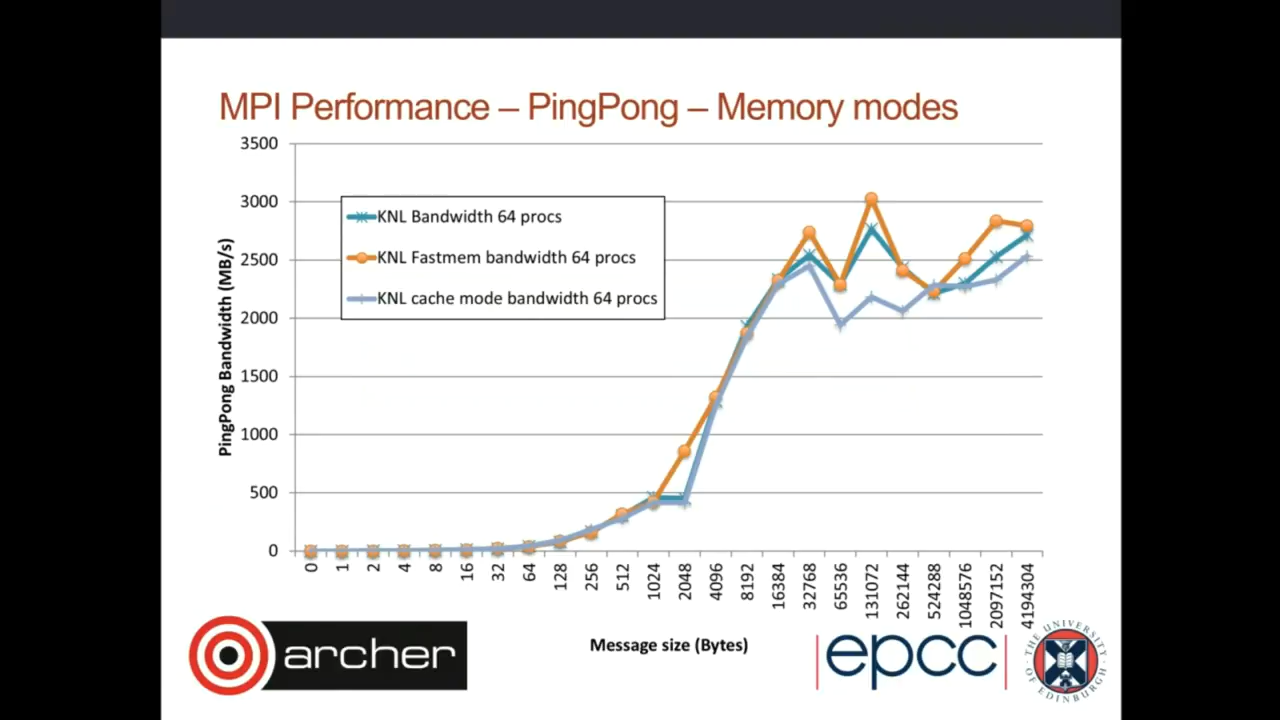 MPI Performance – PingPong – Memory modes
3500
3000
2500
2000
1500
1000
500
0
PingPong Bandwidth (MB/s)
KNL Bandwidth 64 procs
KNL Fastmem bandwidth 64 procs
KNL cache mode bandwidth 64 procs
0 1 2 4 8 16 32 64 128 256 512 1024 2048 4096 8192 16384 32768 65536 131072 262144 524288 1048576 2097152 4194304
Message size (Bytes)
archer
epcc
THE UNIVERSITY OF EDINBURGH